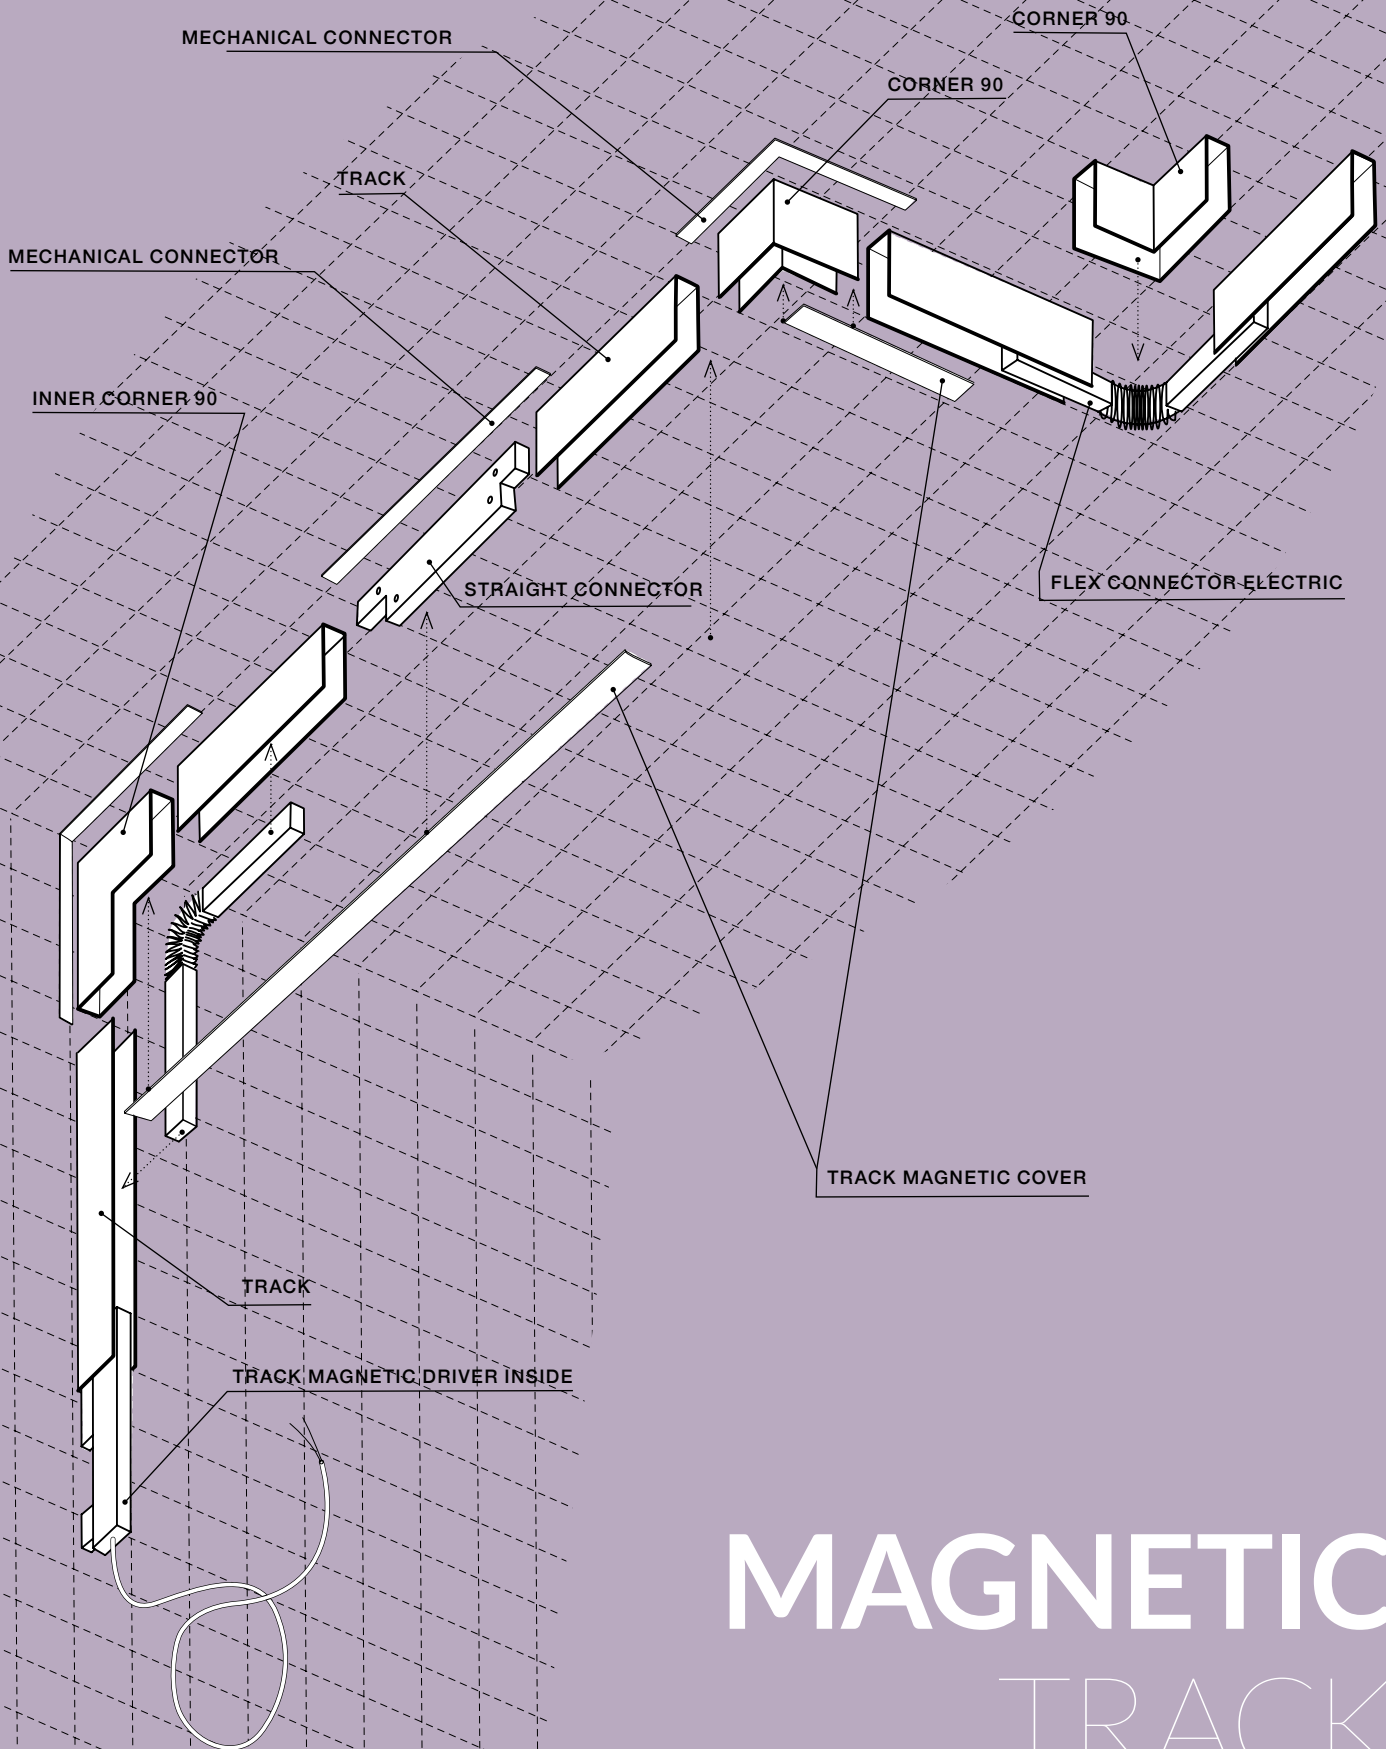 CORNER 90
MECHANICAL CONNECTOR
CORNER 90
TRACK
MECHANICAL CONNECTOR
INNER CORNER 90
STRAIGHT CONNECTOR
FLEX CONNECTOR ELECTRIC
TRACK MAGNETIC COVER
TRACK
TRACK MAGNETIC DRIVER INSIDE
MAGNETIC
TRACK